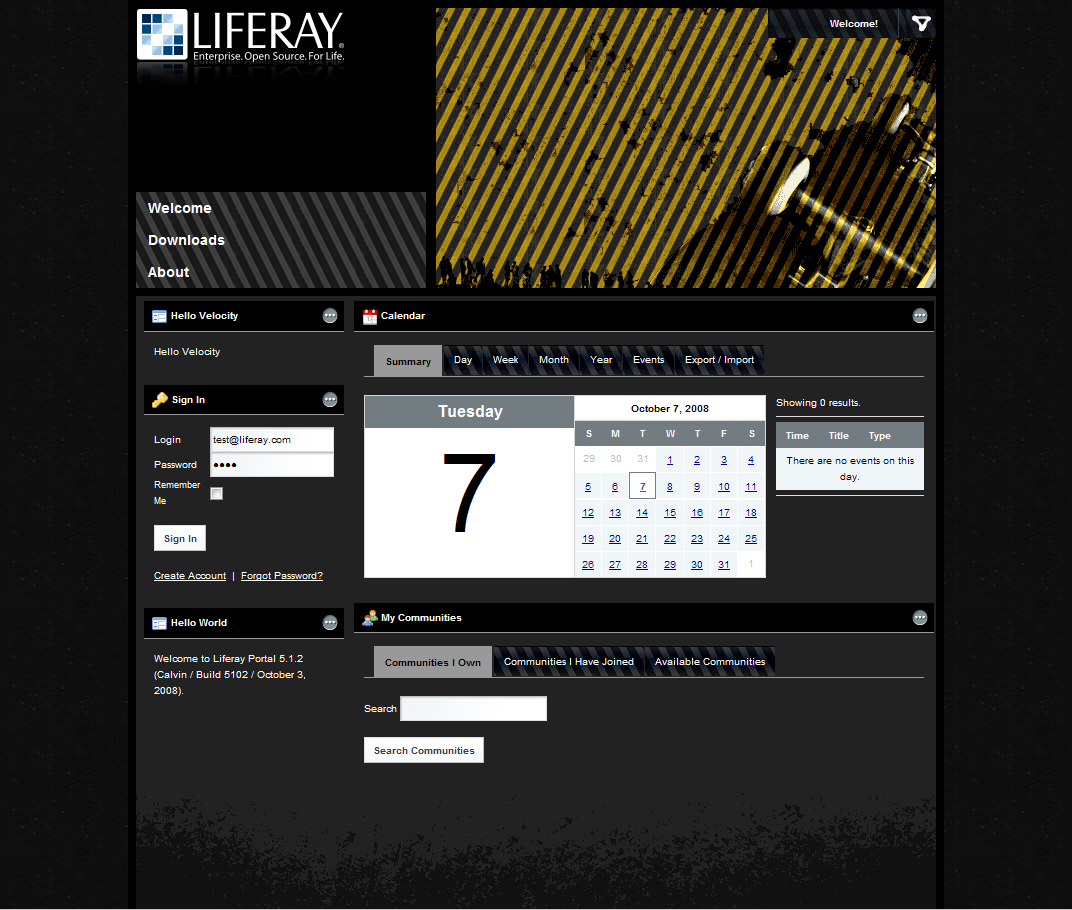 LIFERAY®
Enterprise. Open Source. For Life.
Welcome!
Welcome
Downloads
About
Hello Velocity
Hello Velocity
Sign In
Login test@liferay.com
Password ••••
Remember
Me
Sign In
Create Account | Forgot Password?
Hello World
Welcome to Liferay Portal 5.1.2
(Calvin / Build 5102 / October 3,
2008).
Calendar
Summary Day Week Month Year Events Export / Import
Tuesday
7
October 7, 2008
S M T W T F S
29 30 31 1 2 3 4
5 6 7 8 9 10 11
12 13 14 15 16 17 18
19 20 21 22 23 24 25
26 27 28 29 30 31 1
Showing 0 results.
Time Title Type
There are no events on this
day.
My Communities
Communities I Own Communities I Have Joined Available Communities
Search
Search Communities